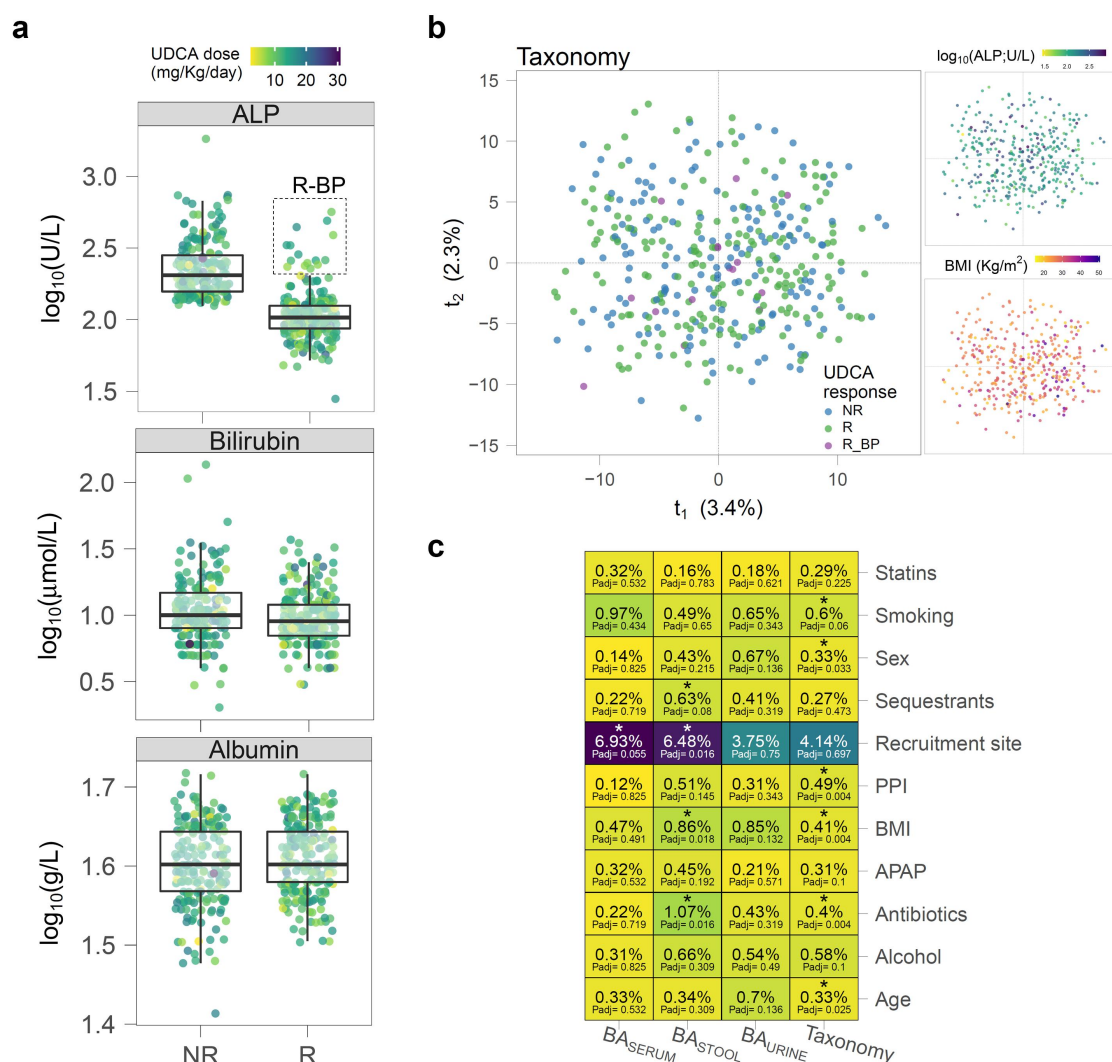 a
UDCA dose
(mg/Kg/day)
10 20 30
ALP
3.0
2.5
2.0
1.5
log₁₀(U/L)
R-BP
Bilirubin
2.0
1.5
1.0
0.5
log₁₀(µmol/L)
Albumin
1.7
1.6
1.5
1.4
log₁₀(g/L)
NR R
b
Taxonomy
15
10
5
0
−5
−10
−15
t₂ (2.3%)
−10 0 10
t₁ (3.4%)
UDCA
response
NR
R
R_BP
log₁₀(ALP;U/L)
1.5 2.0 2.5
BMI (Kg/m²)
20 30 40 50
c
0.32% 0.16% 0.18% 0.29% Statins
Padj= 0.532 Padj= 0.783 Padj= 0.621 Padj= 0.225
*
0.97% 0.49% 0.65% 0.6% Smoking
Padj= 0.434 Padj= 0.65 Padj= 0.343 Padj= 0.06
*
0.14% 0.43% 0.67% 0.33% Sex
Padj= 0.825 Padj= 0.215 Padj= 0.136 Padj= 0.033
*
0.22% 0.63% 0.41% 0.27% Sequestrants
Padj= 0.719 Padj= 0.08 Padj= 0.319 Padj= 0.473
* *
6.93% 6.48% 3.75% 4.14% Recruitment site
Padj= 0.055 Padj= 0.016 Padj= 0.75 Padj= 0.697
*
0.12% 0.51% 0.31% 0.49% PPI
Padj= 0.825 Padj= 0.145 Padj= 0.343 Padj= 0.004
* *
0.47% 0.86% 0.85% 0.41% BMI
Padj= 0.491 Padj= 0.018 Padj= 0.132 Padj= 0.004
0.32% 0.45% 0.21% 0.31% APAP
Padj= 0.532 Padj= 0.192 Padj= 0.571 Padj= 0.1
* *
0.22% 1.07% 0.43% 0.4% Antibiotics
Padj= 0.719 Padj= 0.016 Padj= 0.319 Padj= 0.004
0.31% 0.66% 0.54% 0.58% Alcohol
Padj= 0.825 Padj= 0.309 Padj= 0.49 Padj= 0.1
*
0.33% 0.34% 0.7% 0.33% Age
Padj= 0.532 Padj= 0.309 Padj= 0.136 Padj= 0.025
BA SERUM BA STOOL BA URINE Taxonomy